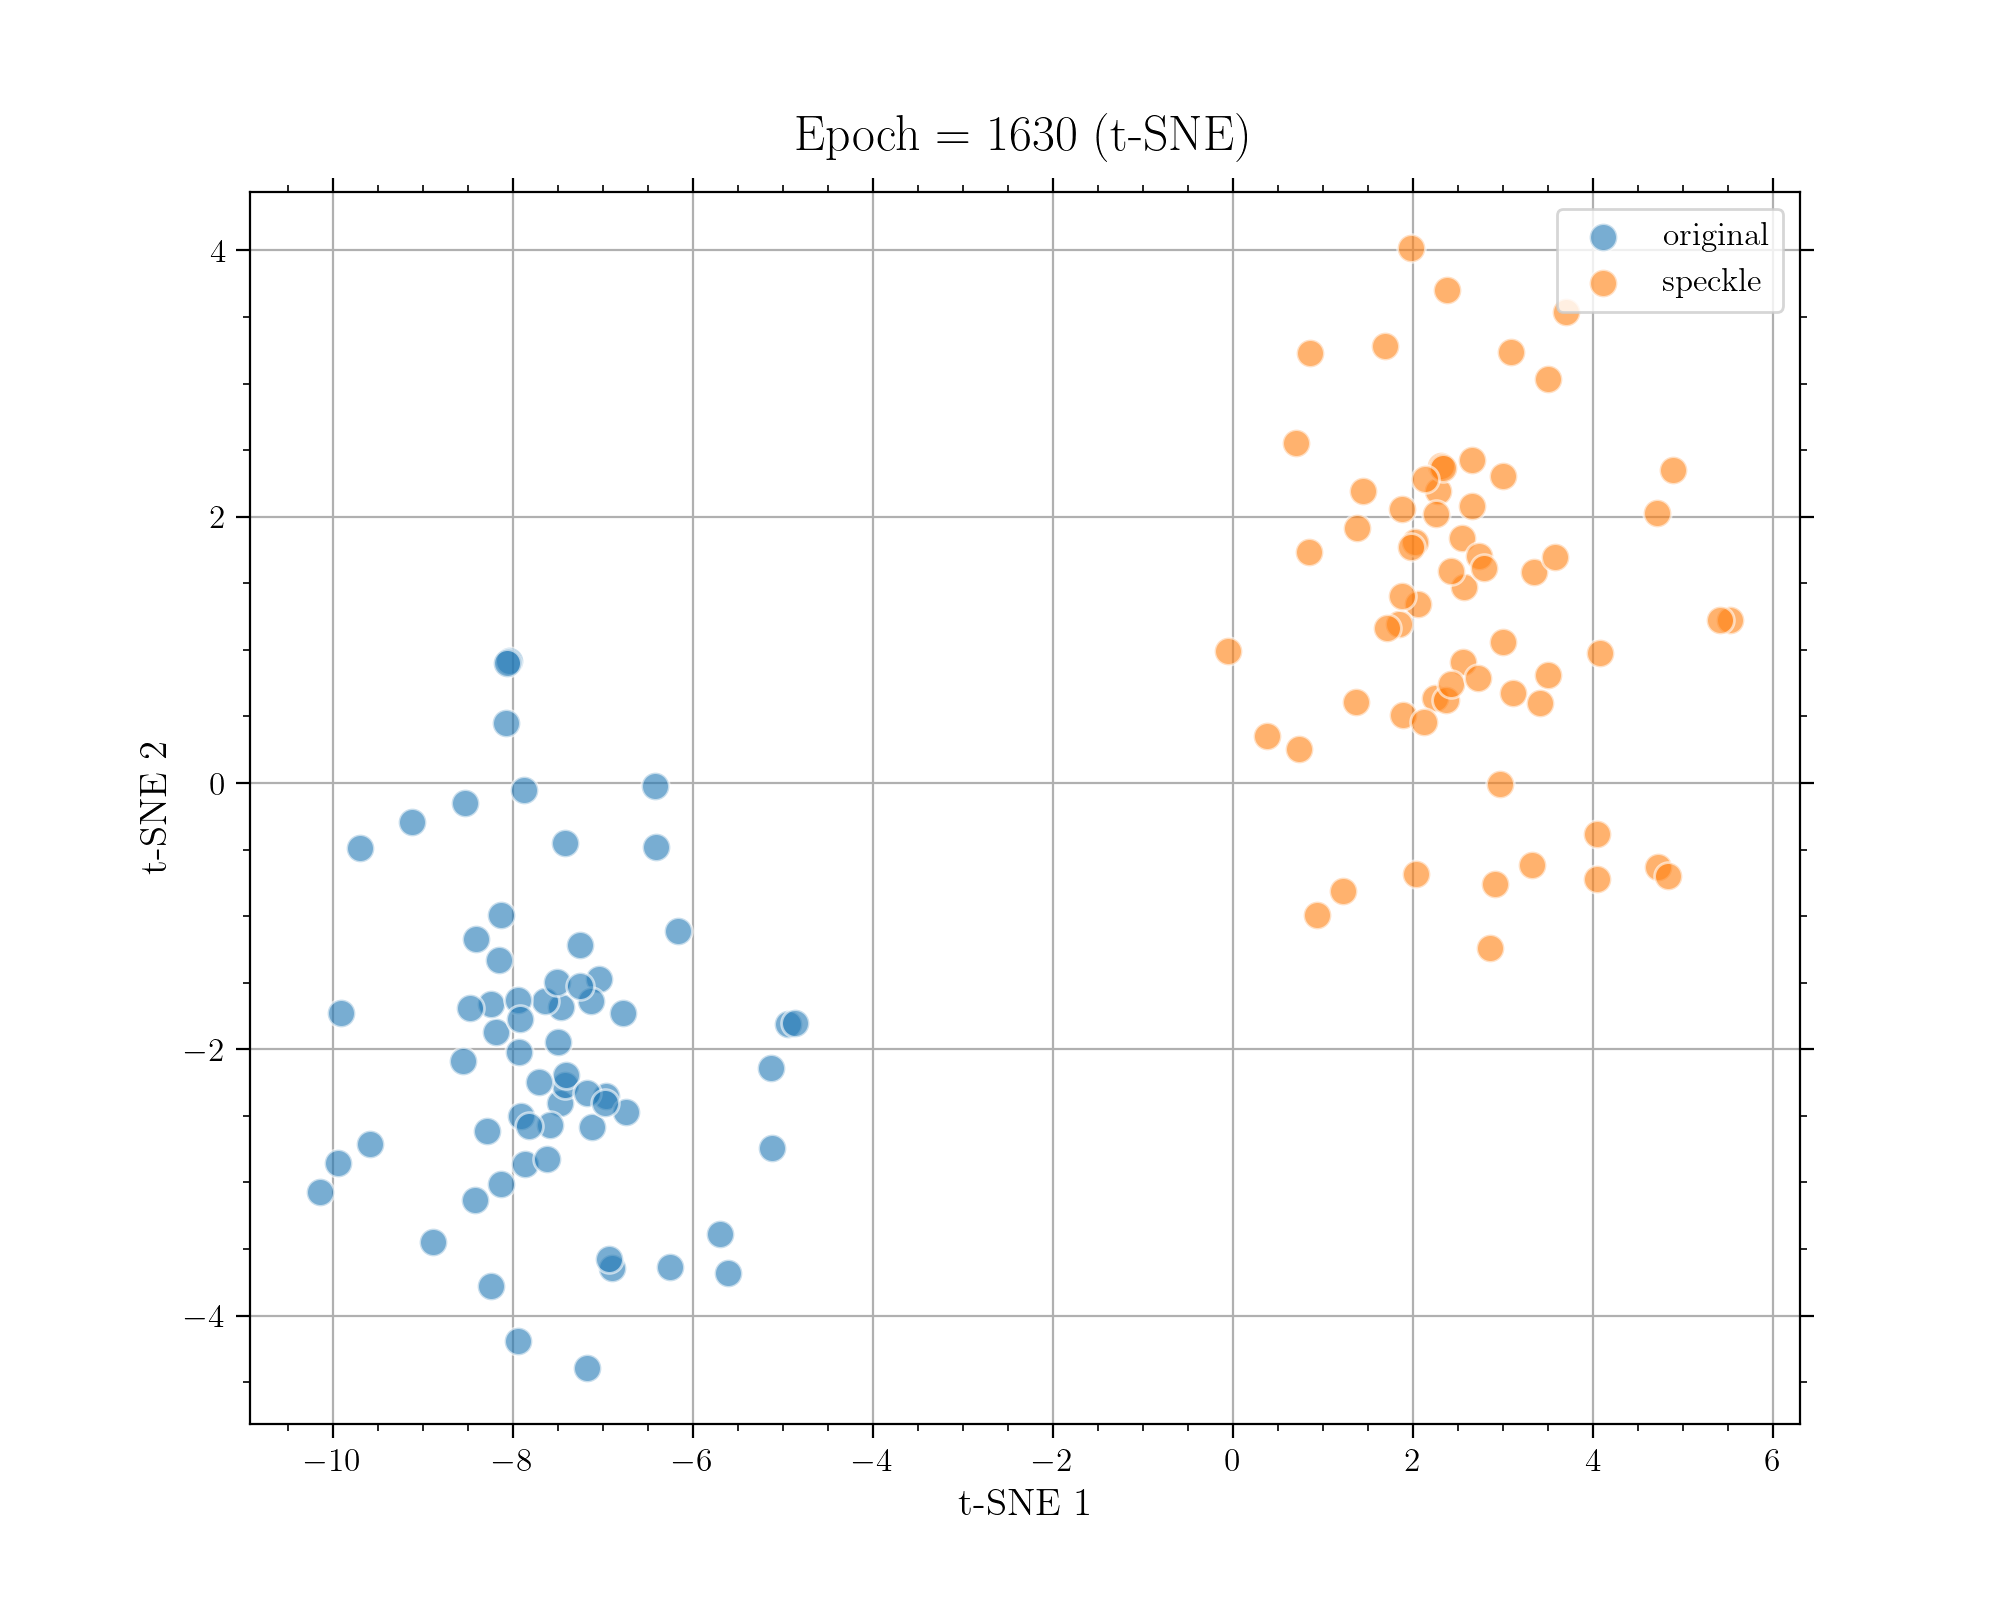 Epoch = 1630 (t-SNE)
original
speckle
4
2
0
−2
−4
t-SNE 2
−10 −8 −6 −4 −2 0 2 4 6
t-SNE 1